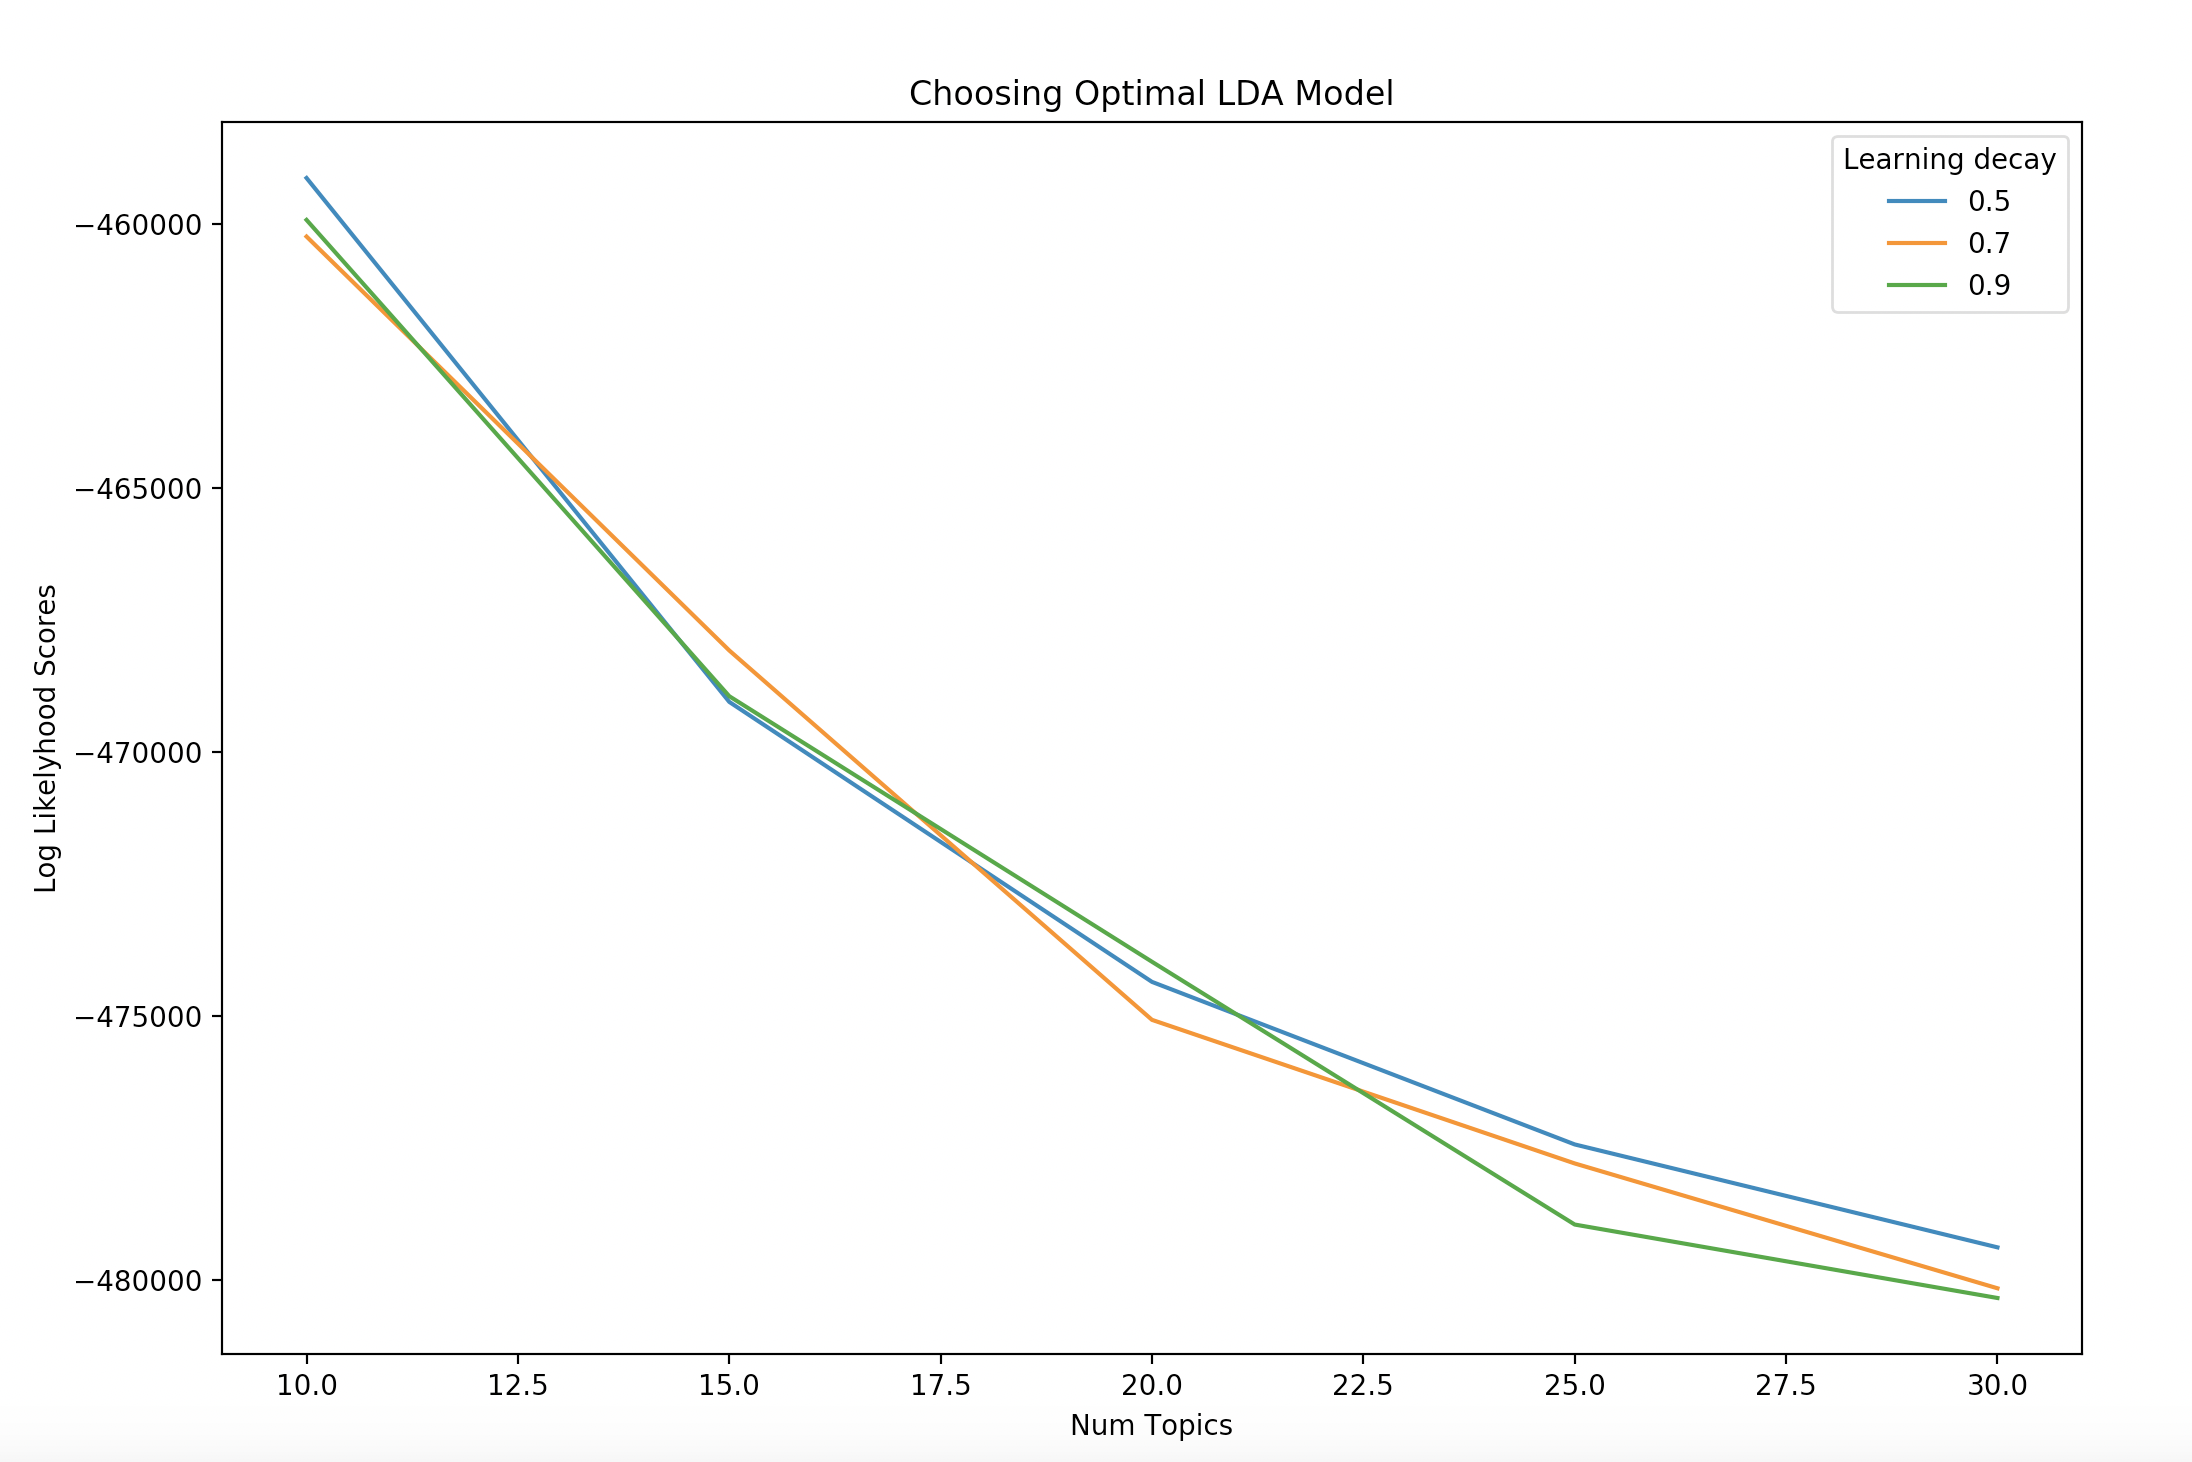 Choosing Optimal LDA Model
Learning decay
0.5
0.7
0.9
−460000
−465000
−470000
−475000
−480000
Log Likelyhood Scores
10.0 12.5 15.0 17.5 20.0 22.5 25.0 27.5 30.0
Num Topics